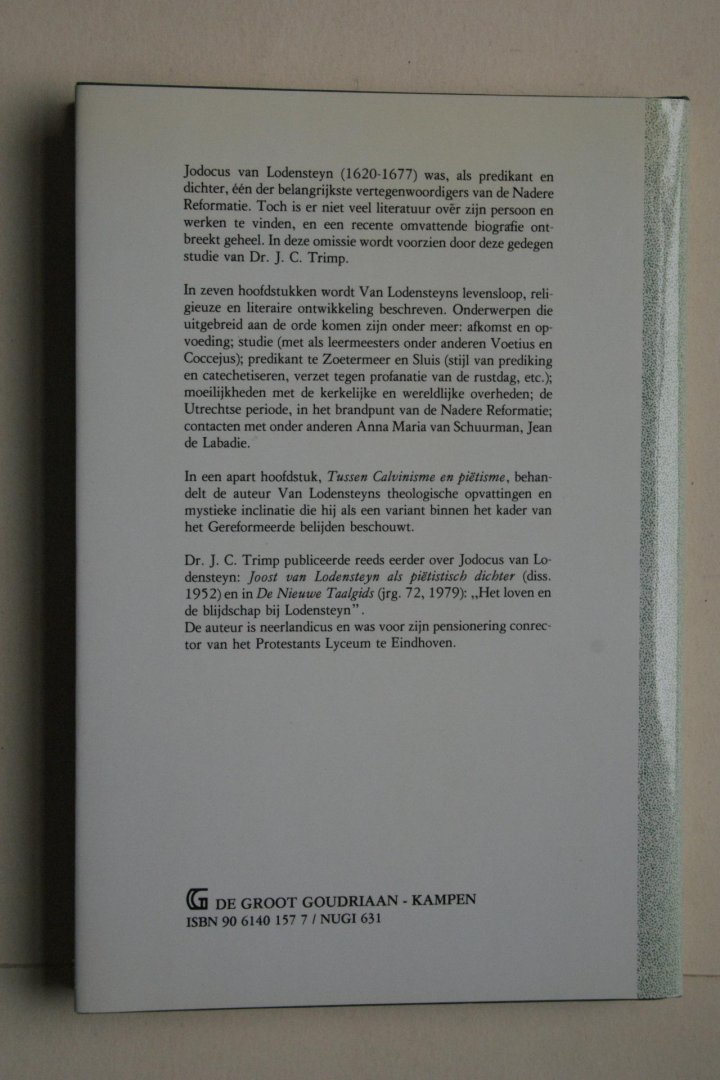 Jodocus van Lodensteyn (1620-1677) was, als predikant en
dichter, één der belangrijkste vertegenwoordigers van de Nadere
Reformatie. Toch is er niet veel literatuur ovër zijn persoon en
werken te vinden, en een recente omvattende biografie ont-
breekt geheel. In deze omissie wordt voorzien door deze gedegen
studie van Dr. J. C. Trimp.
In zeven hoofdstukken wordt Van Lodensteyns levensloop, reli-
gieuze en literaire ontwikkeling beschreven. Onderwerpen die
uitgebreid aan de orde komen zijn onder meer: afkomst en op-
voeding; studie (met als leermeesters onder anderen Voetius en
Coccejus); predikant te Zoetermeer en Sluis (stijl van prediking
en catechetiseren, verzet tegen profanatie van de rustdag, etc.);
moeilijkheden met de kerkelijke en wereldlijke overheden; de
Utrechtse periode, in het brandpunt van de Nadere Reformatie;
contacten met onder anderen Anna Maria van Schuurman, Jean
de Labadie.
In een apart hoofdstuk, Tussen Calvinisme en piëtisme, behan-
delt de auteur Van Lodensteyns theologische opvattingen en
mystieke inclinatie die hij als een variant binnen het kader van
het Gereformeerde belijden beschouwt.
Dr. J. C. Trimp publiceerde reeds eerder over Jodocus van Lo-
densteyn: Joost van Lodensteyn als piëtistisch dichter (diss.
1952) en in De Nieuwe Taalgids (jrg. 72, 1979): „Het loven en
de blijdschap bij Lodensteyn”.
De auteur is neerlandicus en was voor zijn pensionering conrec-
tor van het Protestants Lyceum te Eindhoven.
G DE GROOT GOUDRIAAN - KAMPEN
ISBN 90 6140 157 7 / NUGI 631